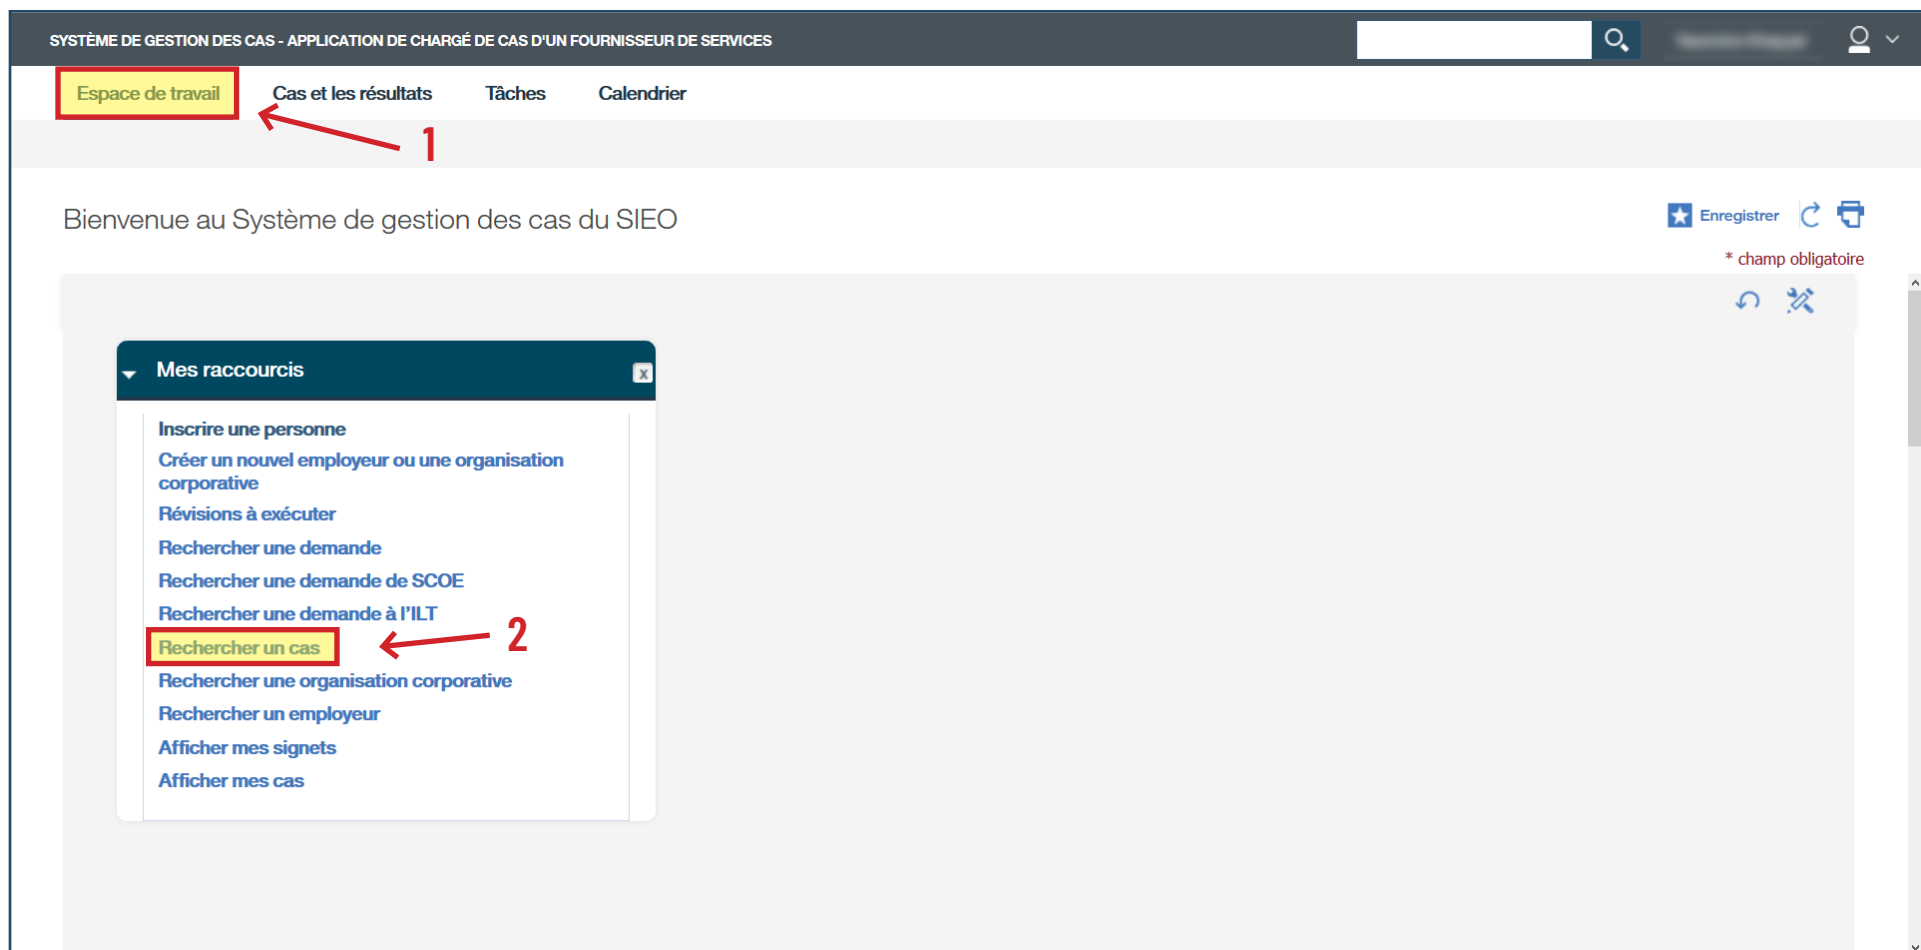 SYSTÈME DE GESTION DES CAS - APPLICATION DE CHARGÉ DE CAS D'UN FOURNISSEUR DE SERVICES
Espace de travail Cas et les résultats Tâches Calendrier
1
Bienvenue au Système de gestion des cas du SIEO
Enregistrer
* champ obligatoire
Mes raccourcis
x
Inscrire une personne
Créer un nouvel employeur ou une organisation
corporative
Révisions à exécuter
Rechercher une demande
Rechercher une demande de SCOE
Rechercher une demande à l’ILT
Rechercher un cas
2
Rechercher une organisation corporative
Rechercher un employeur
Afficher mes signets
Afficher mes cas